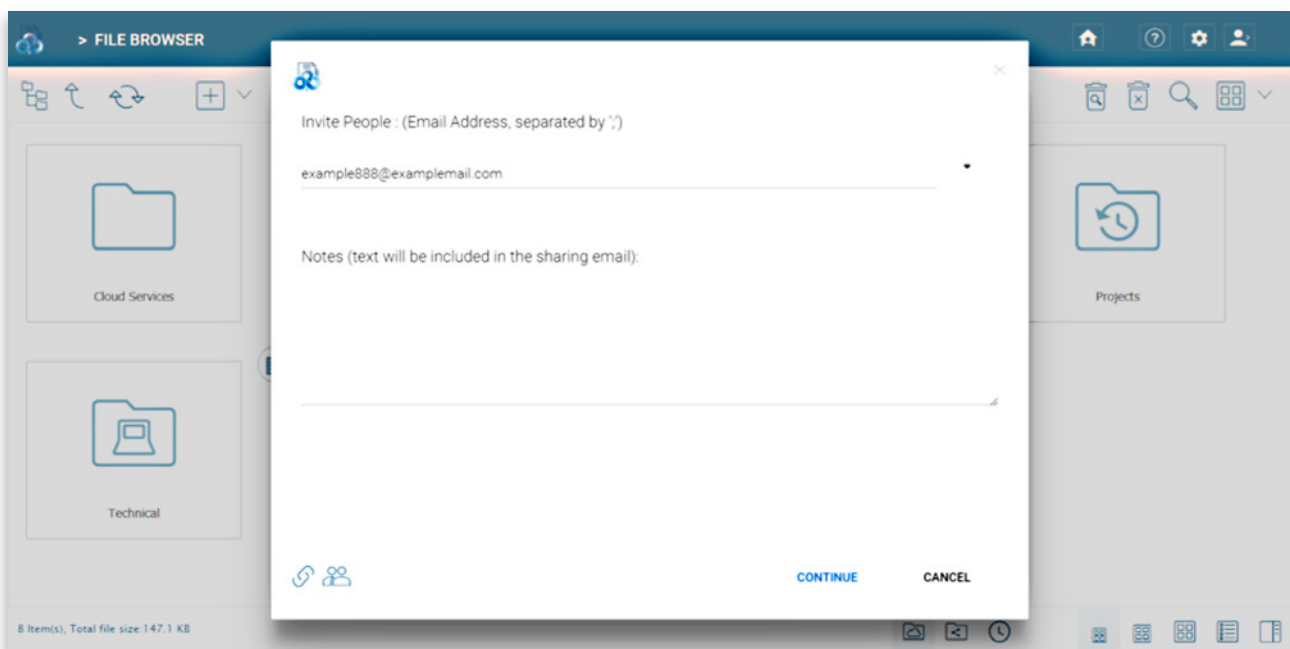 > FILE BROWSER
Invite People : (Email Address, separated by ';')
example888@examplemail.com
Notes (text will be included in the sharing email):
Cloud Services
Projects
Technical
CONTINUE
CANCEL
8 Item(s), Total file size:147.1 KB